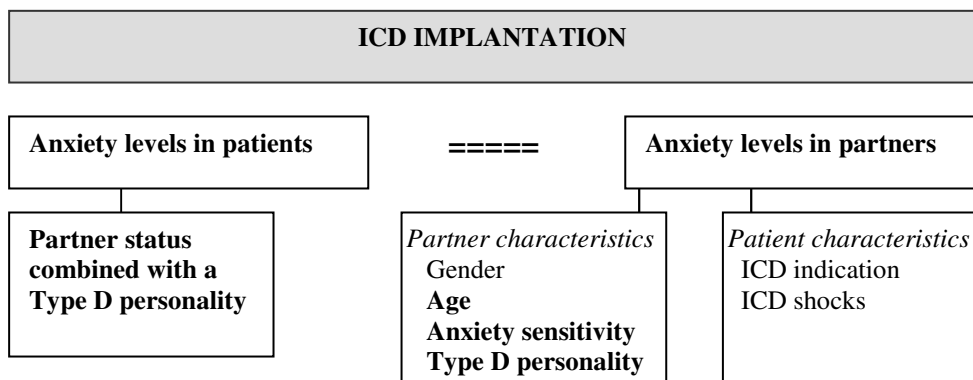 ICD IMPLANTATION
Anxiety levels in patients
=====
Anxiety levels in partners
Partner status
combined with a
Type D personality
Partner characteristics
Gender
Age
Anxiety sensitivity
Type D personality
Patient characteristics
ICD indication
ICD shocks